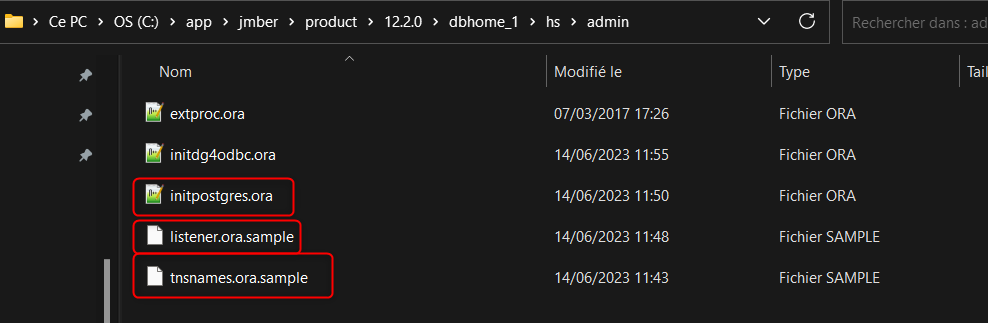 Ce PC > OS (C:) > app > jmber > product > 12.2.0 > dbhome_1 > hs > admin
Rechercher dans : ad
Nom Modifié le Type Tail
extproc.ora 07/03/2017 17:26 Fichier ORA
initdg4odbc.ora 14/06/2023 11:55 Fichier ORA
initpostgres.ora 14/06/2023 11:50 Fichier ORA
listener.ora.sample 14/06/2023 11:48 Fichier SAMPLE
tnsnames.ora.sample 14/06/2023 11:43 Fichier SAMPLE